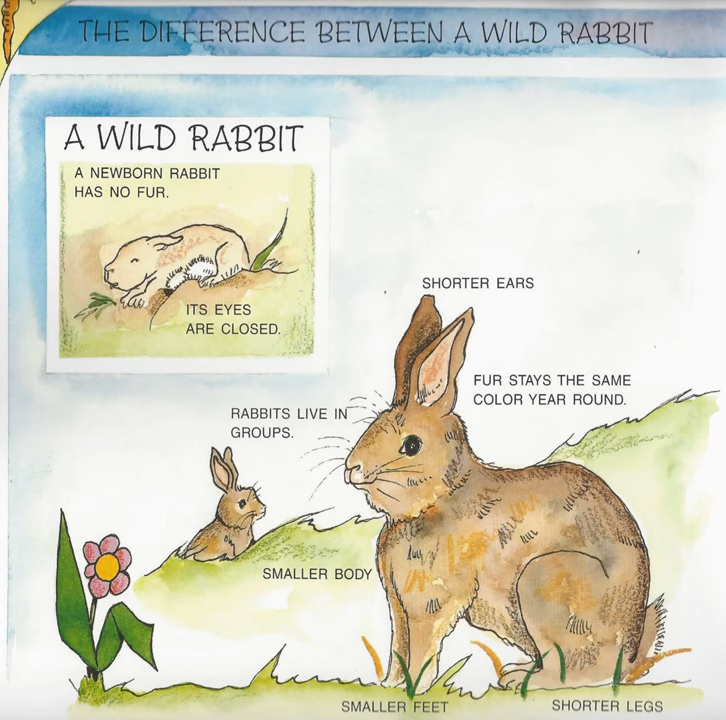 THE DIFFERENCE BETWEEN A WILD RABBIT
A WILD RABBIT
A NEWBORN RABBIT
HAS NO FUR.
ITS EYES
ARE CLOSED.
SHORTER EARS
FUR STAYS THE SAME
COLOR YEAR ROUND.
RABBITS LIVE IN
GROUPS.
SMALLER BODY
SMALLER FEET
SHORTER LEGS